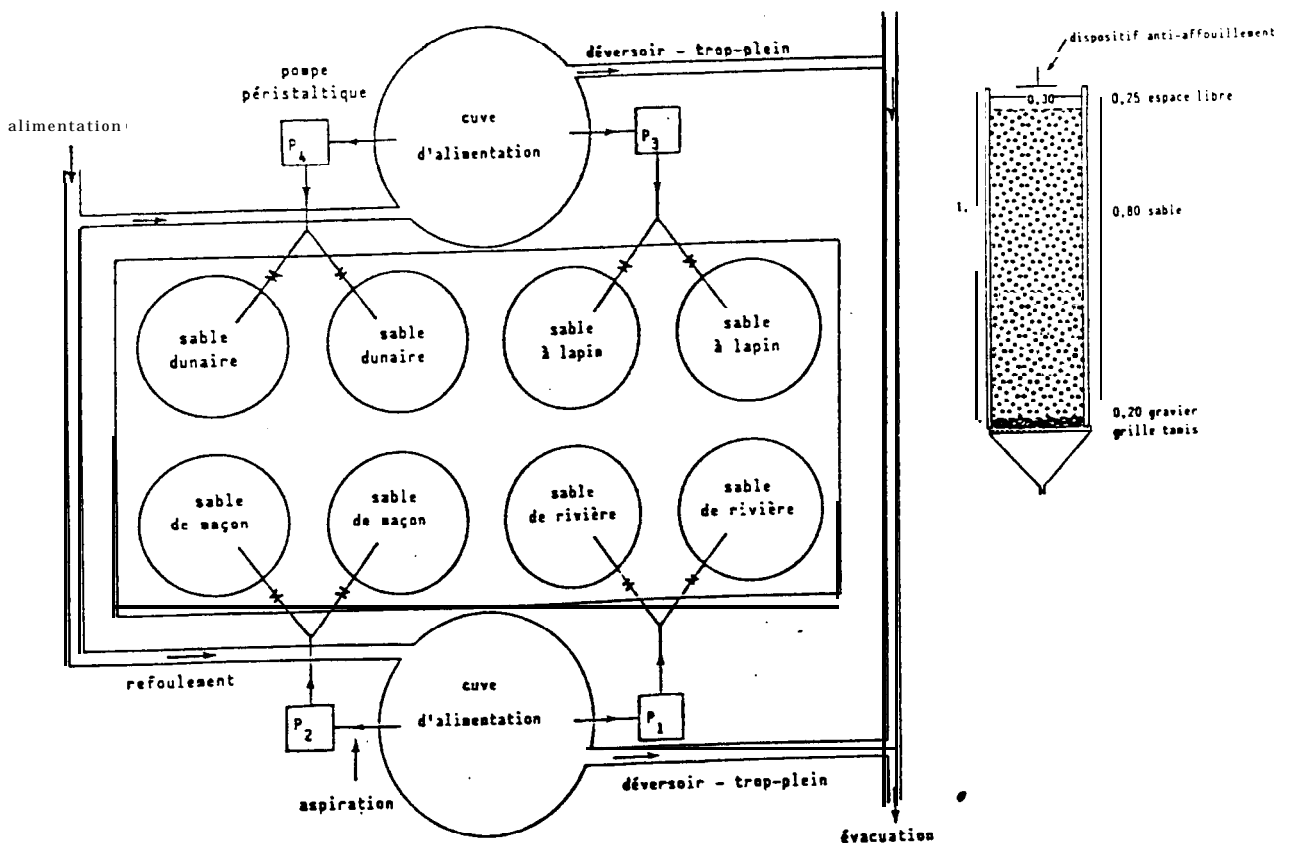 déversoir - trop-plein
pompe
péristaltique
alimentation
cuve
d'alimentation
P4
P3
sable
dunaire
sable
dunaire
sable
à lapin
sable
à lapin
sable
de maçon
sable
de maçon
sable
de rivière
sable
de rivière
refoulement
cuve
d'alimentation
P2
P1
aspiration
déversoir - trop-plein
évacuation
dispositif anti-affouillement
0,30
0,25 espace libre
0,80 sable
0,20 gravier
grille tamis